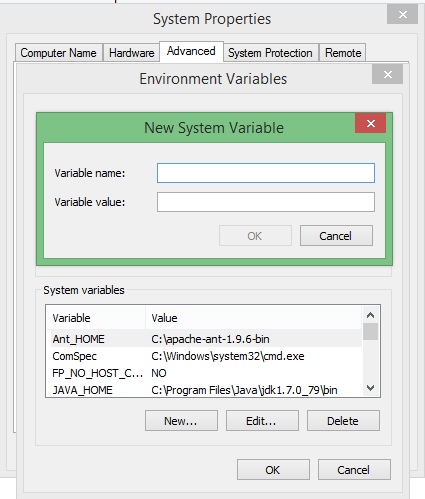 System Properties
Computer Name Hardware Advanced System Protection Remote
Environment Variables
New System Variable
Variable name:
Variable value:
OK Cancel
System variables
Variable Value
Ant_HOME C:\apache-ant-1.9.6-bin
ComSpec C:\Windows\system32\cmd.exe
FP_NO_HOST_C... NO
JAVA_HOME C:\Program Files\Java\jdk1.7.0_79\bin
New... Edit... Delete
OK Cancel